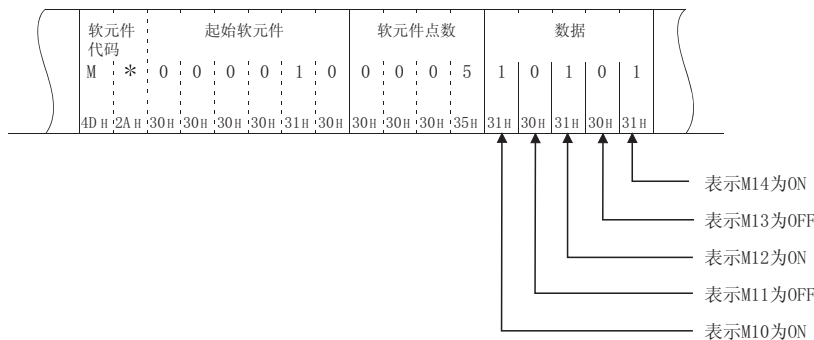 软元件 起始软元件 软元件点数 数据
代码
M * 0 0 0 0 1 0 0 0 0 5 1 0 1 0 1
4DH 2AH 30H 30H 30H 30H 31H 30H 30H 30H 30H 35H 31H 30H 31H 30H 31H
表示M14为ON
表示M13为OFF
表示M12为ON
表示M11为OFF
表示M10为ON